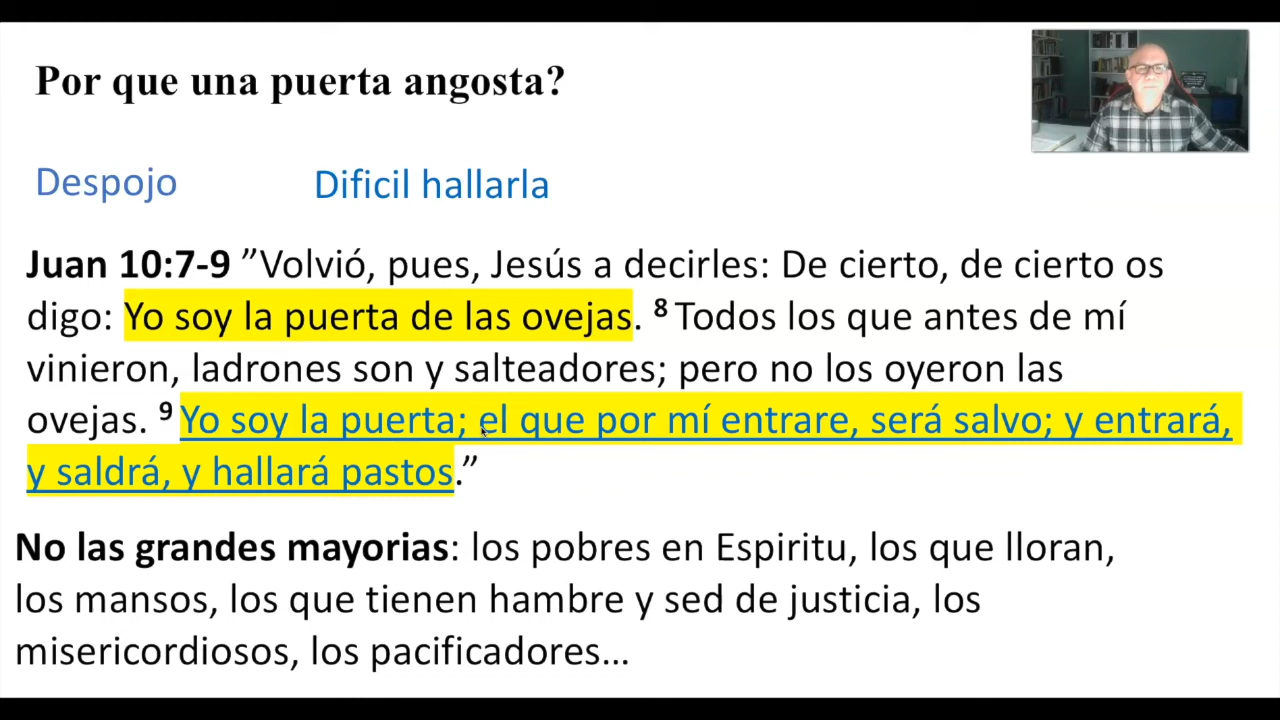 Por que una puerta angosta?
Despojo Dificil hallarla
Juan 10:7-9 ”Volvió, pues, Jesús a decirles: De cierto, de cierto os
digo: Yo soy la puerta de las ovejas. 8 Todos los que antes de mí
vinieron, ladrones son y salteadores; pero no los oyeron las
ovejas. 9 Yo soy la puerta; el que por mí entrare, será salvo; y entrará,
y saldrá, y hallará pastos.”
No las grandes mayorias: los pobres en Espiritu, los que lloran,
los mansos, los que tienen hambre y sed de justicia, los
misericordiosos, los pacificadores...